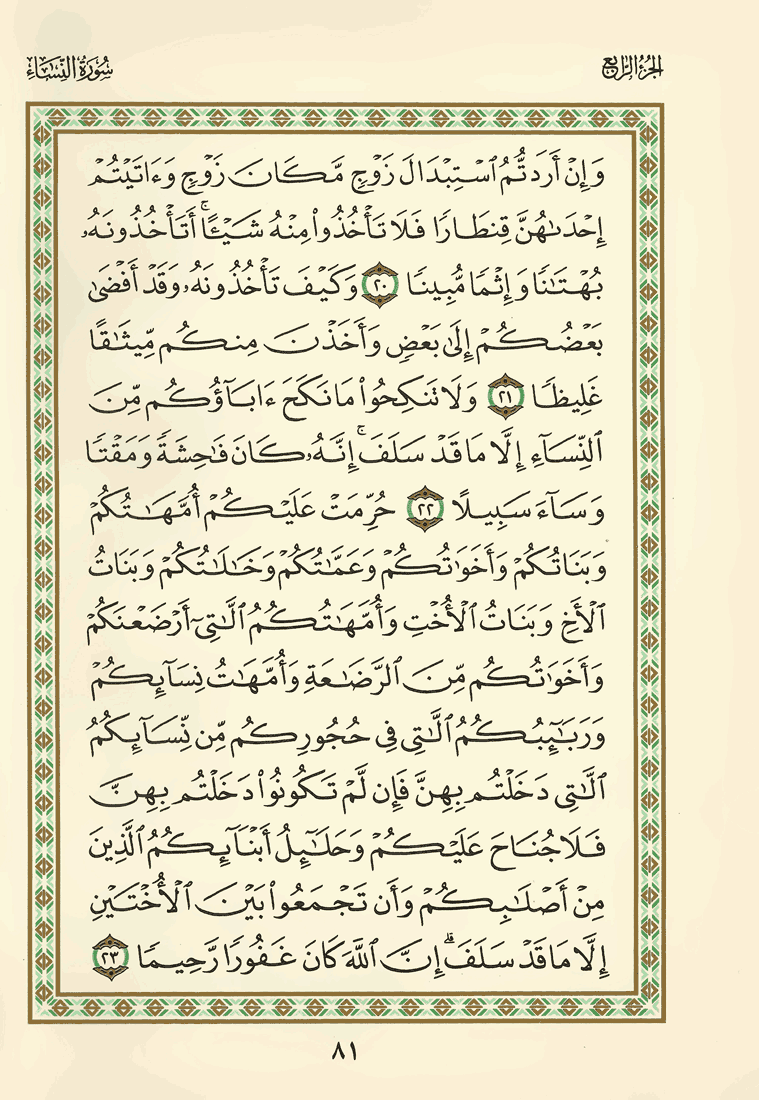 الجزء الرابع
سورة النساء
وَإِنْ أَرَدتُّمُ ٱسْتِبْدَالَ زَوْجٍ مَّكَانَ زَوْجٍ وَءَاتَيْتُمْ
إِحْدَىٰهُنَّ قِنطَارًا فَلَا تَأْخُذُوا۟ مِنْهُ شَيْـًٔا ۚ أَتَأْخُذُونَهُۥ
بُهْتَـٰنًا وَإِثْمًا مُّبِينًا ٢٠ وَكَيْفَ تَأْخُذُونَهُۥ وَقَدْ أَفْضَىٰ
بَعْضُكُمْ إِلَىٰ بَعْضٍ وَأَخَذْنَ مِنكُم مِّيثَـٰقًا
غَلِيظًا ٢١ وَلَا تَنكِحُوا۟ مَا نَكَحَ ءَابَآؤُكُم مِّنَ
ٱلنِّسَآءِ إِلَّا مَا قَدْ سَلَفَ ۚ إِنَّهُۥ كَانَ فَـٰحِشَةً وَمَقْتًا
وَسَآءَ سَبِيلًا ٢٢ حُرِّمَتْ عَلَيْكُمْ أُمَّهَـٰتُكُمْ
وَبَنَاتُكُمْ وَأَخَوَٰتُكُمْ وَعَمَّـٰتُكُمْ وَخَـٰلَـٰتُكُمْ وَبَنَاتُ
ٱلْأَخِ وَبَنَاتُ ٱلْأُخْتِ وَأُمَّهَـٰتُكُمُ ٱلَّـٰتِىٓ أَرْضَعْنَكُمْ
وَأَخَوَٰتُكُم مِّنَ ٱلرَّضَـٰعَةِ وَأُمَّهَـٰتُ نِسَآئِكُمْ
وَرَبَـٰٓئِبُكُمُ ٱلَّـٰتِى فِى حُجُورِكُم مِّن نِّسَآئِكُمُ
ٱلَّـٰتِى دَخَلْتُم بِهِنَّ فَإِن لَّمْ تَكُونُوا۟ دَخَلْتُم بِهِنَّ
فَلَا جُنَاحَ عَلَيْكُمْ وَحَلَـٰٓئِلُ أَبْنَآئِكُمُ ٱلَّذِينَ
مِنْ أَصْلَـٰبِكُمْ وَأَن تَجْمَعُوا۟ بَيْنَ ٱلْأُخْتَيْنِ
إِلَّا مَا قَدْ سَلَفَ ۗ إِنَّ ٱللَّهَ كَانَ غَفُورًا رَّحِيمًا ٢٣
٨١